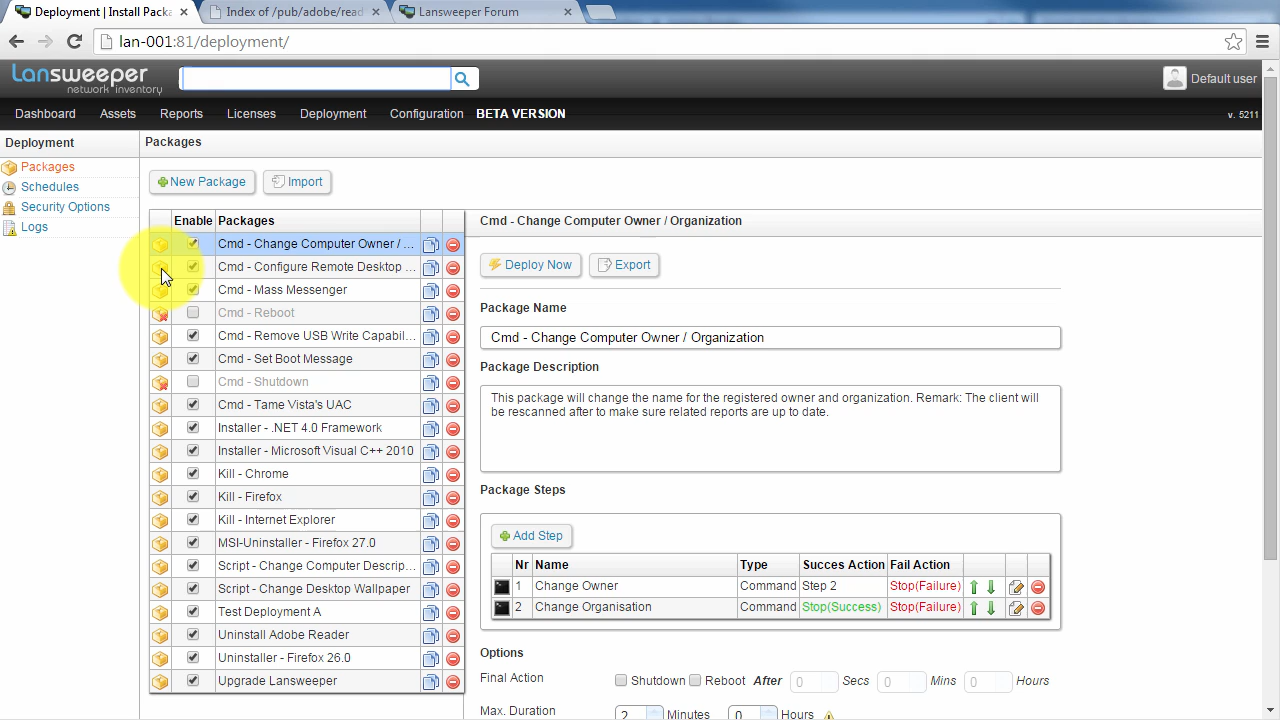 Deployment | Install Packa
Index of /pub/adobe/read
Lansweeper Forum
lan-001:81/deployment/
lansweeper
network inventory
Default user
Dashboard Assets Reports Licenses Deployment Configuration BETA VERSION
v. 5211
Deployment
Packages
Schedules
Security Options
Logs
Packages
New Package Import
Enable Packages
Cmd - Change Computer Owner / ...
Cmd - Configure Remote Desktop ...
Cmd - Mass Messenger
Cmd - Reboot
Cmd - Remove USB Write Capabil...
Cmd - Set Boot Message
Cmd - Shutdown
Cmd - Tame Vista's UAC
Installer - .NET 4.0 Framework
Installer - Microsoft Visual C++ 2010
Kill - Chrome
Kill - Firefox
Kill - Internet Explorer
MSI-Uninstaller - Firefox 27.0
Script - Change Computer Descrip...
Script - Change Desktop Wallpaper
Test Deployment A
Uninstall Adobe Reader
Uninstaller - Firefox 26.0
Upgrade Lansweeper
Cmd - Change Computer Owner / Organization
Deploy Now Export
Package Name
Cmd - Change Computer Owner / Organization
Package Description
This package will change the name for the registered owner and organization. Remark: The client will
be rescanned after to make sure related reports are up to date.
Package Steps
Add Step
Nr Name Type Succes Action Fail Action
1 Change Owner Command Step 2 Stop(Failure)
2 Change Organisation Command Stop(Success) Stop(Failure)
Options
Final Action Shutdown Reboot After 0 Secs 0 Mins 0 Hours
Max. Duration 2 Minutes 0 Hours